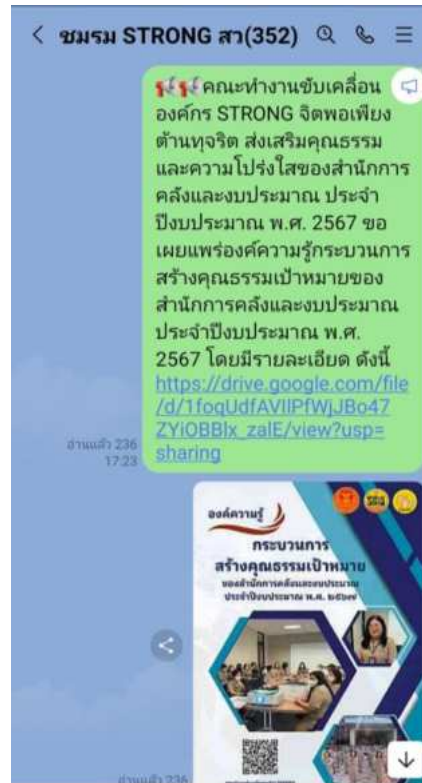 ชมรม STRONG สา(352)
คณะทำงานขับเคลื่อน
องค์กร STRONG จิตพอเพียง
ต้านทุจริต ส่งเสริมคุณธรรม
และความโปร่งใสของสำนักการ
คลังและงบประมาณ ประจำ
ปีงบประมาณ พ.ศ. 2567 ขอ
เผยแพร่องค์ความรู้กระบวนการ
สร้างคุณธรรมเป้าหมายของ
สำนักการคลังและงบประมาณ
ประจำปีงบประมาณ พ.ศ.
2567 โดยมีรายละเอียด ดังนี้
https://drive.google.com/file
/d/1foqUdfAVIlPfWjJBo47
ZYiOBBlx_zalE/view?usp=
sharing
อ่านแล้ว 236
17:23
องค์ความรู้
กระบวนการ
สร้างคุณธรรมเป้าหมาย
ของสำนักการคลังและงบประมาณ
ประจำปีงบประมาณ พ.ศ. ๒๕๖๗
อ่านแล้ว 236